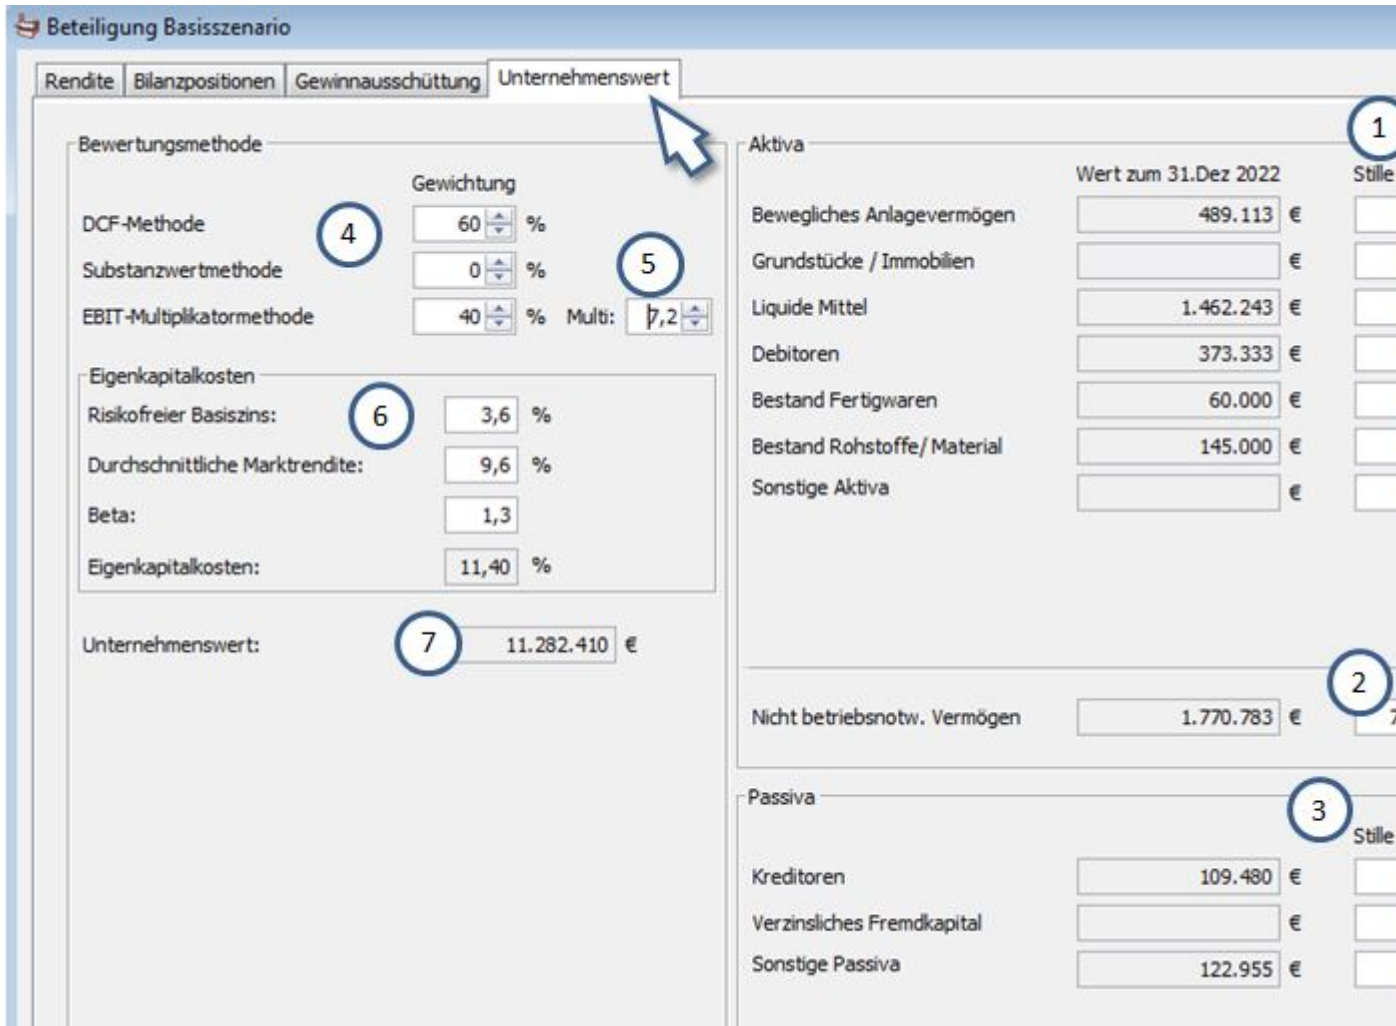 Beteiligung Basisszenario
Rendite Bilanzpositionen Gewinnausschüttung Unternehmenswert
Bewertungsmethode
Gewichtung
DCF-Methode 4 60 %
Substanzwertmethode 0 % 5
EBIT-Multiplikatormethode 40 % Multi: 7,2
Eigenkapitalkosten
Risikofreier Basiszins: 6 3,6 %
Durchschnittliche Marktrendite: 9,6 %
Beta: 1,3
Eigenkapitalkosten: 11,40 %
Unternehmenswert: 7 11.282.410 €
Aktiva 1
Wert zum 31.Dez 2022 Stille
Bewegliches Anlagevermögen 489.113 €
Grundstücke / Immobilien €
Liquide Mittel 1.462.243 €
Debitoren 373.333 €
Bestand Fertigwaren 60.000 €
Bestand Rohstoffe/ Material 145.000 €
Sonstige Aktiva €
2
Nicht betriebsnotw. Vermögen 1.770.783 €
Passiva 3
Stille
Kreditoren 109.480 €
Verzinsliches Fremdkapital €
Sonstige Passiva 122.955 €